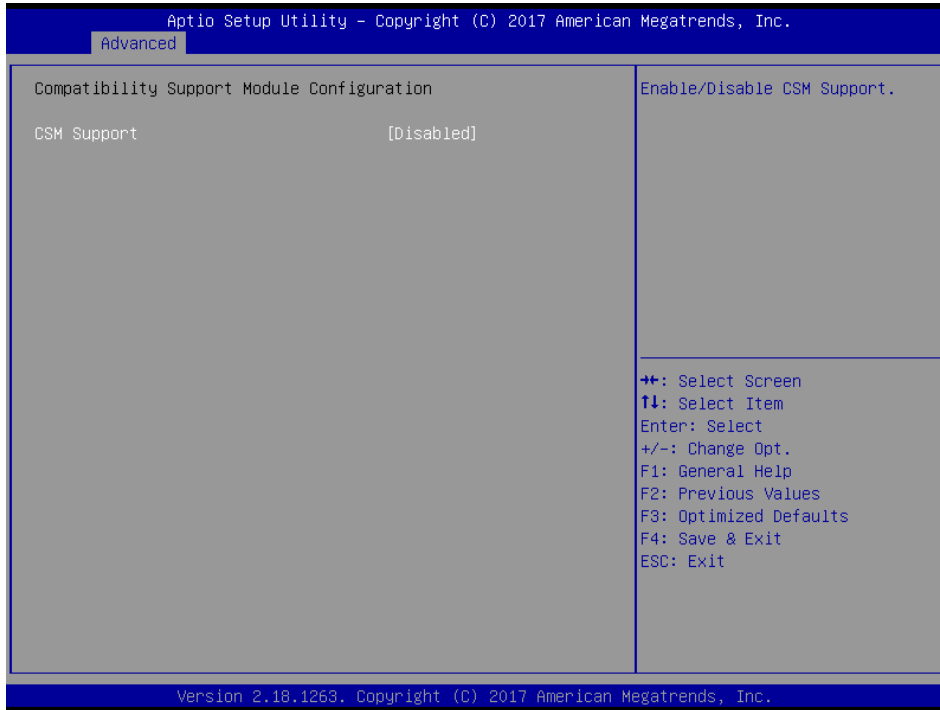 Aptio Setup Utility – Copyright (C) 2017 American Megatrends, Inc.
Advanced
Compatibility Support Module Configuration
CSM Support [Disabled]
Enable/Disable CSM Support.
→←: Select Screen
↑↓: Select Item
Enter: Select
+/-: Change Opt.
F1: General Help
F2: Previous Values
F3: Optimized Defaults
F4: Save & Exit
ESC: Exit
Version 2.18.1263. Copyright (C) 2017 American Megatrends, Inc.